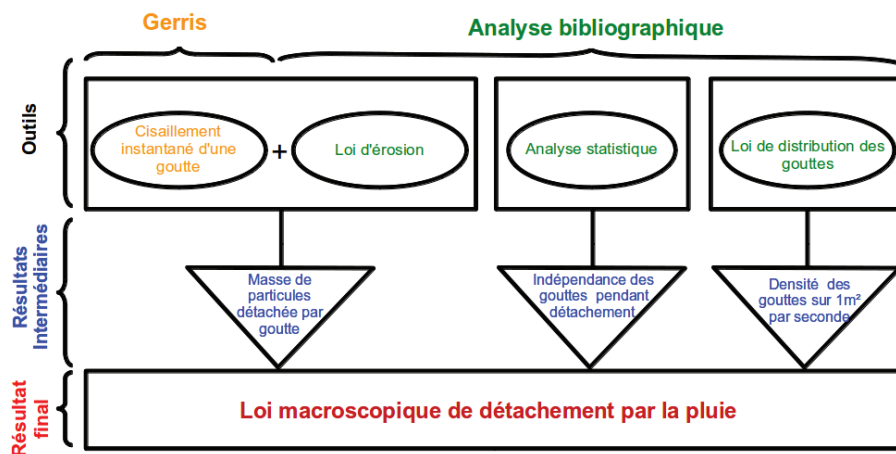 Gerris
Analyse bibliographique
Outils
Cisaillement
instantané d'une
goutte
+
Loi d'érosion
Analyse statistique
Loi de distribution des
gouttes
Résultats
Intermédiaires
Masse de
particules
détachée par
goutte
Indépendance des
gouttes pendant
détachement
Densité des
gouttes sur 1m²
par seconde
Résultat
final
Loi macroscopique de détachement par la pluie